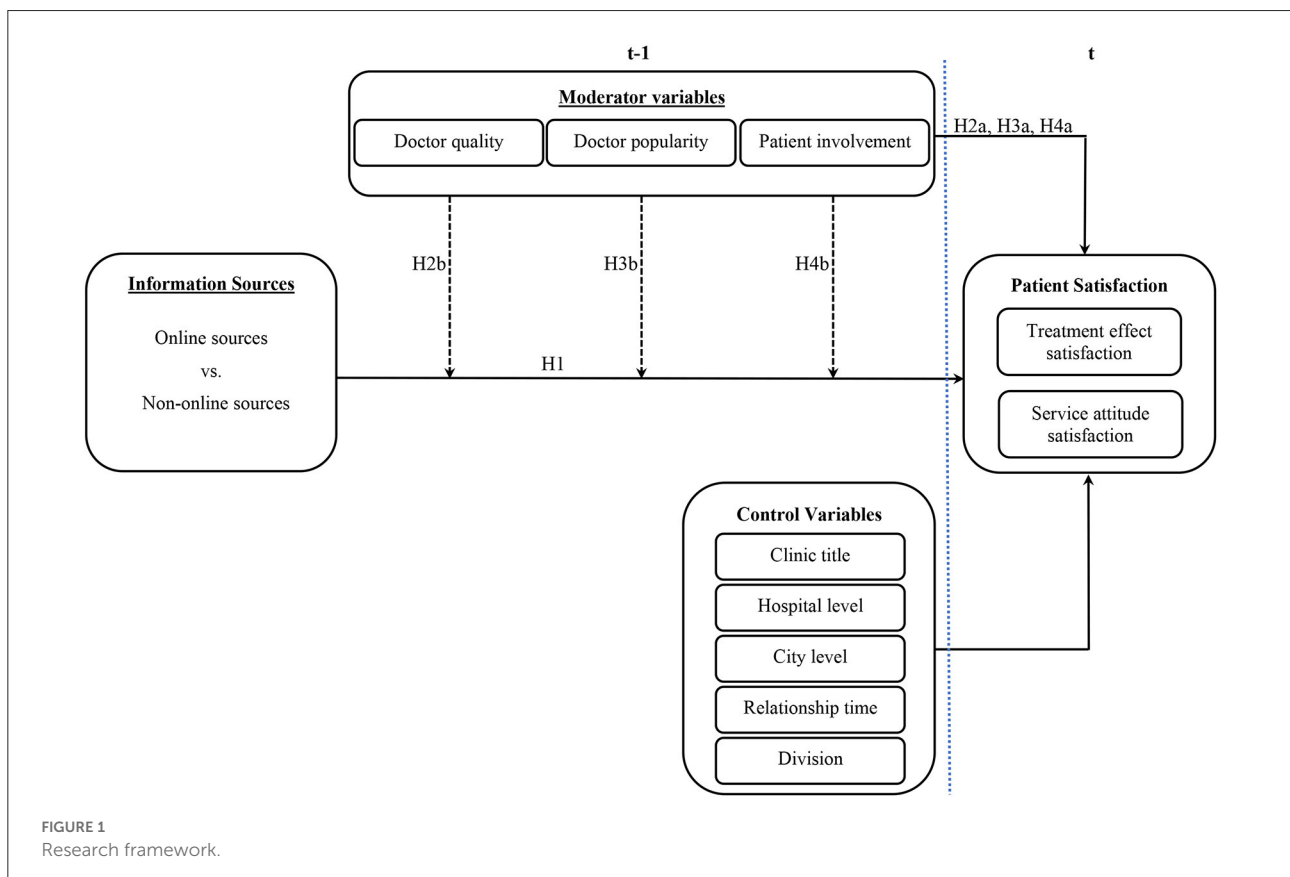 t-1
t
Moderator variables
Doctor quality
Doctor popularity
Patient involvement
H2a, H3a, H4a
H2b
H3b
H4b
Information Sources
Online sources
vs.
Non-online sources
H1
Patient Satisfaction
Treatment effect
satisfaction
Service attitude
satisfaction
Control Variables
Clinic title
Hospital level
City level
Relationship time
Division
FIGURE 1
Research framework.